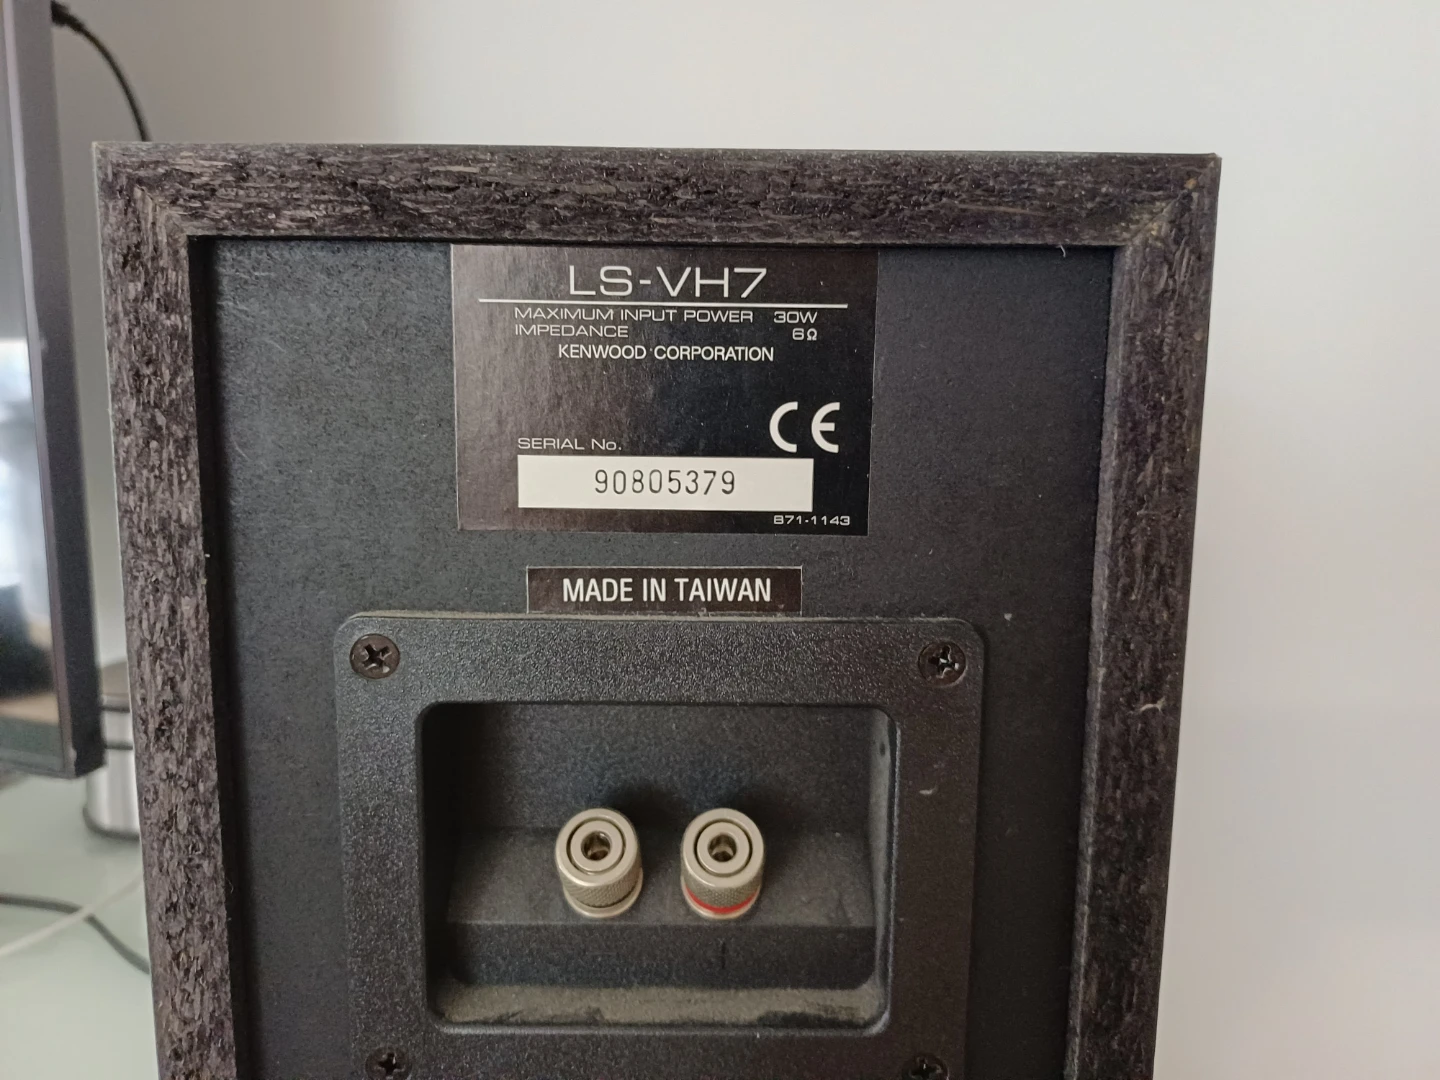 LS-VH7
MAXIMUM INPUT POWER 30W
IMPEDANCE 6Ω
KENWOOD CORPORATION
CE
SERIAL No.
90805379
B71-1143
MADE IN TAIWAN